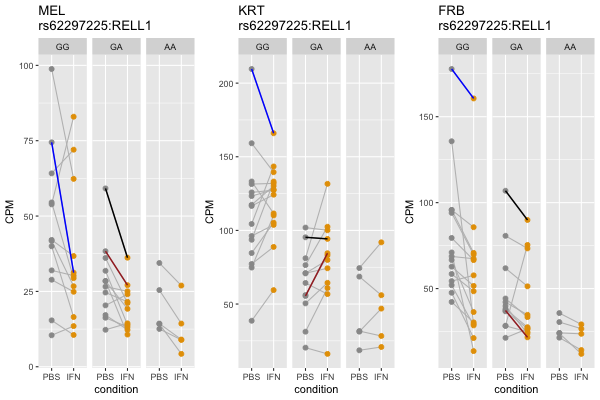 MEL
rs62297225:RELL1
GG GA AA
100
75
50
25
0
CPM
PBS IFN PBS IFN PBS IFN
condition
KRT
rs62297225:RELL1
GG GA AA
200
150
100
50
CPM
PBS IFN PBS IFN PBS IFN
condition
FRB
rs62297225:RELL1
GG GA AA
150
100
50
CPM
PBS IFN PBS IFN PBS IFN
condition